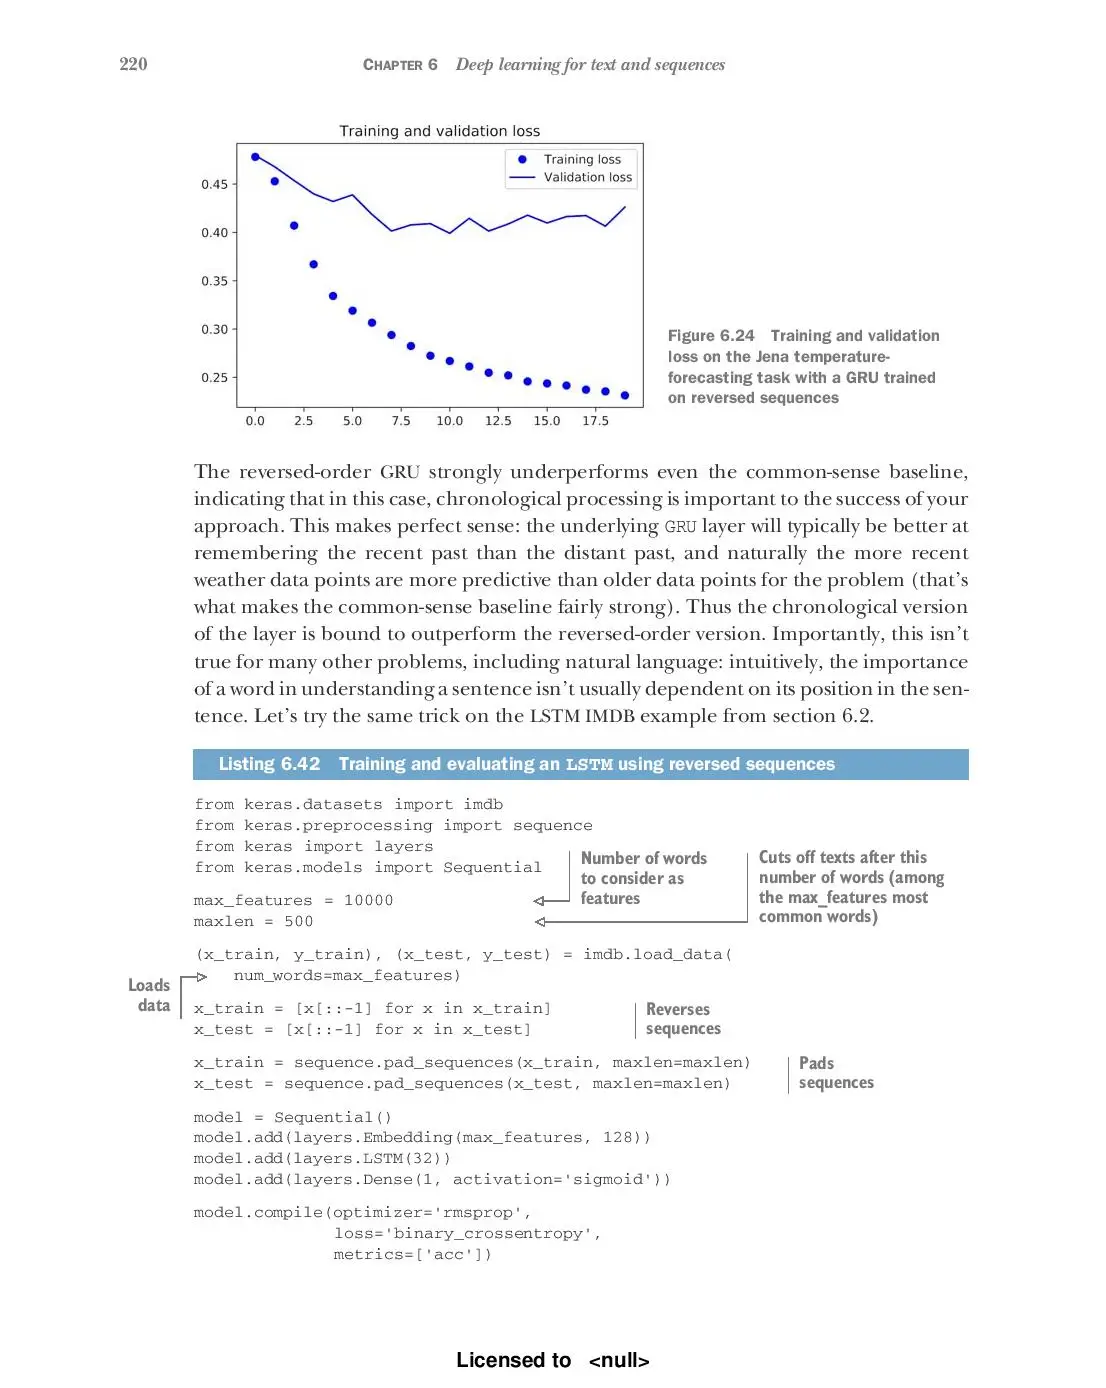 220
CHAPTER 6 Deep learning for text and sequences
Training and validation loss
Training loss
Validation loss
0.45
0.40
0.35
0.30
0.25
0.0 2.5 5.0 7.5 10.0 12.5 15.0 17.5
Figure 6.24 Training and validation
loss on the Jena temperature-
forecasting task with a GRU trained
on reversed sequences
The reversed-order GRU strongly underperforms even the common-sense baseline,
indicating that in this case, chronological processing is important to the success of your
approach. This makes perfect sense: the underlying GRU layer will typically be better at
remembering the recent past than the distant past, and naturally the more recent
weather data points are more predictive than older data points for the problem (that's
what makes the common-sense baseline fairly strong). Thus the chronological version
of the layer is bound to outperform the reversed-order version. Importantly, this isn't
true for many other problems, including natural language: intuitively, the importance
of a word in understanding a sentence isn't usually dependent on its position in the sen-
tence. Let's try the same trick on the LSTM IMDB example from section 6.2.
Listing 6.42 Training and evaluating an LSTM using reversed sequences
from keras.datasets import imdb
from keras.preprocessing import sequence
from keras import layers
from keras.models import Sequential
Number of words
to consider as
features
Cuts off texts after this
number of words (among
the max_features most
common words)
max_features = 10000
maxlen = 500
(x_train, y_train), (x_test, y_test) = imdb.load_data(
num_words=max_features)
Loads
data
x_train = [x[::-1] for x in x_train]
x_test = [x[::-1] for x in x_test]
Reverses
sequences
x_train = sequence.pad_sequences(x_train, maxlen=maxlen)
x_test = sequence.pad_sequences(x_test, maxlen=maxlen)
Pads
sequences
model = Sequential()
model.add(layers.Embedding(max_features, 128))
model.add(layers.LSTM(32))
model.add(layers.Dense(1, activation='sigmoid'))
model.compile(optimizer='rmsprop',
loss='binary_crossentropy',
metrics=['acc'])
Licensed to <null>